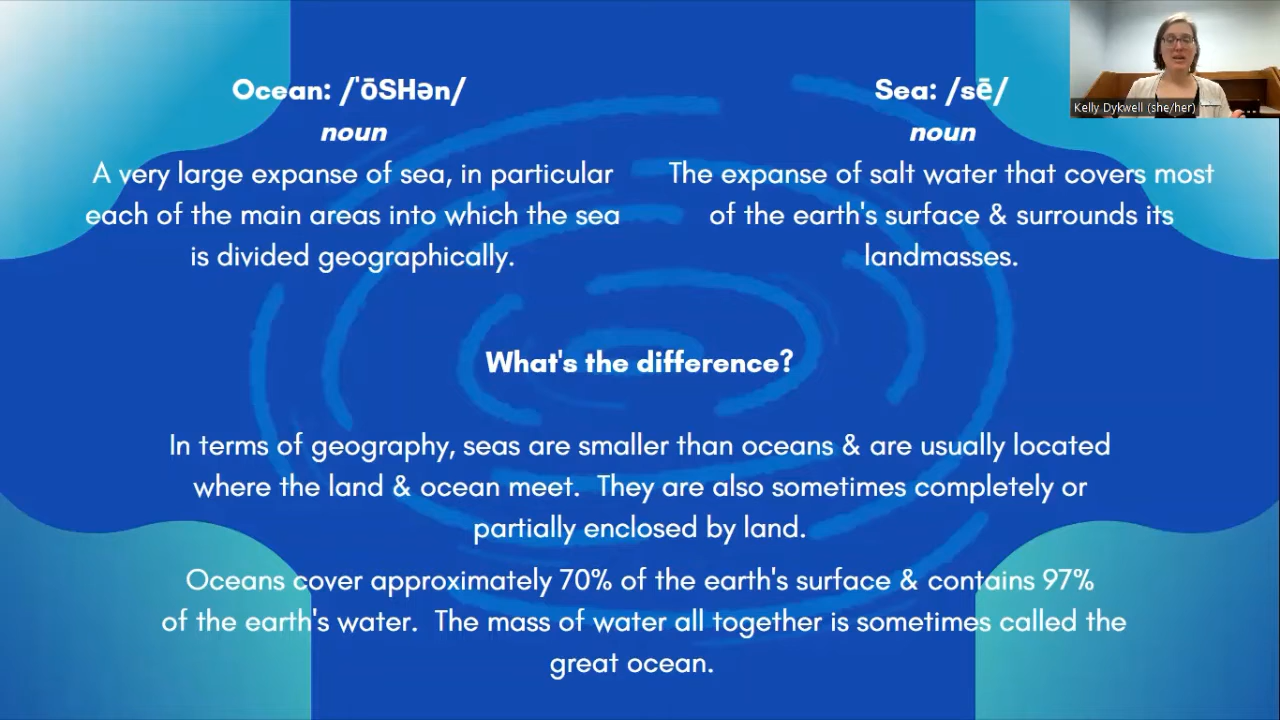 Ocean: /ˈōSHən/
noun
A very large expanse of sea, in particular
each of the main areas into which the sea
is divided geographically.
Sea: /sē/
noun
The expanse of salt water that covers most
of the earth's surface & surrounds its
landmasses.
Kelly Dykwell (she/her)
What's the difference?
In terms of geography, seas are smaller than oceans & are usually located
where the land & ocean meet.  They are also sometimes completely or
partially enclosed by land.
Oceans cover approximately 70% of the earth's surface & contains 97%
of the earth's water.  The mass of water all together is sometimes called the
great ocean.